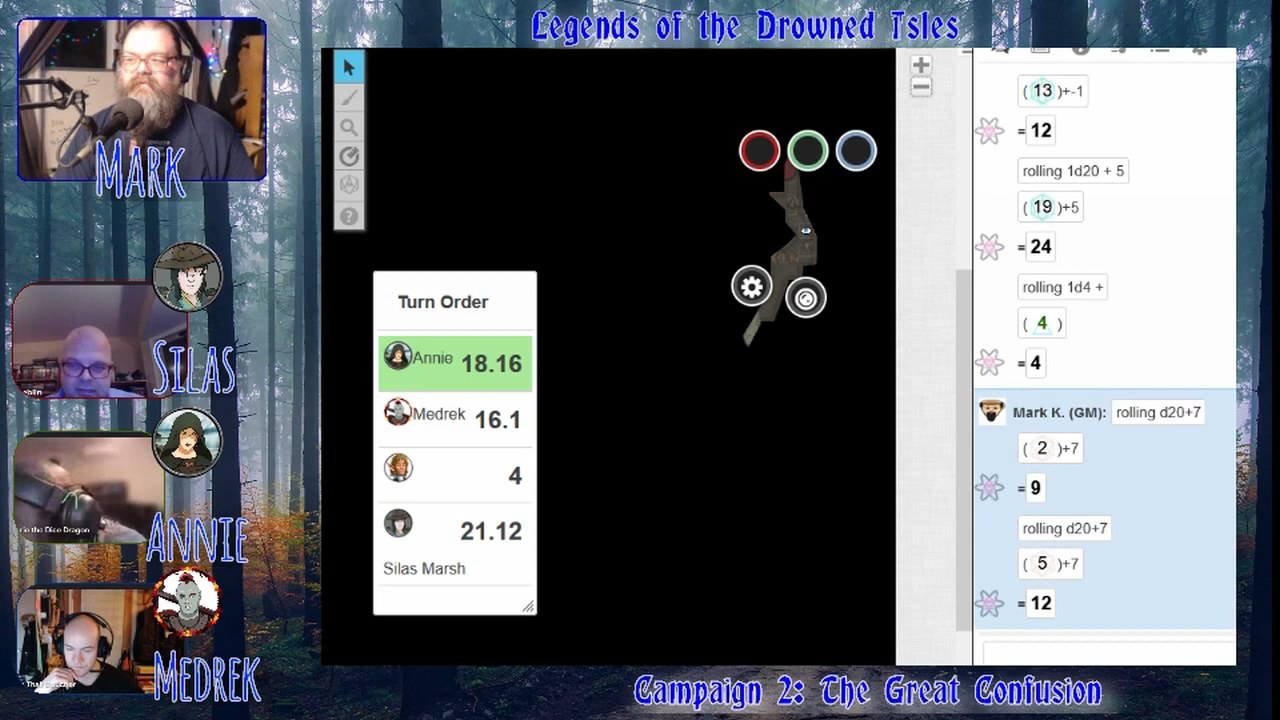 Legends of the Drowned Isles
MARK
SILAS
ANNIE
MEDREK
Turn Order
Annie 18.16
Medrek 16.1
4
21.12
Silas Marsh
( 13 )+-1
= 12
rolling 1d20 + 5
( 19 )+5
= 24
rolling 1d4 +
( 4 )
= 4
Mark K. (GM): rolling d20+7
( 2 )+7
= 9
rolling d20+7
( 5 )+7
= 12
Campaign 2: The Great Confusion